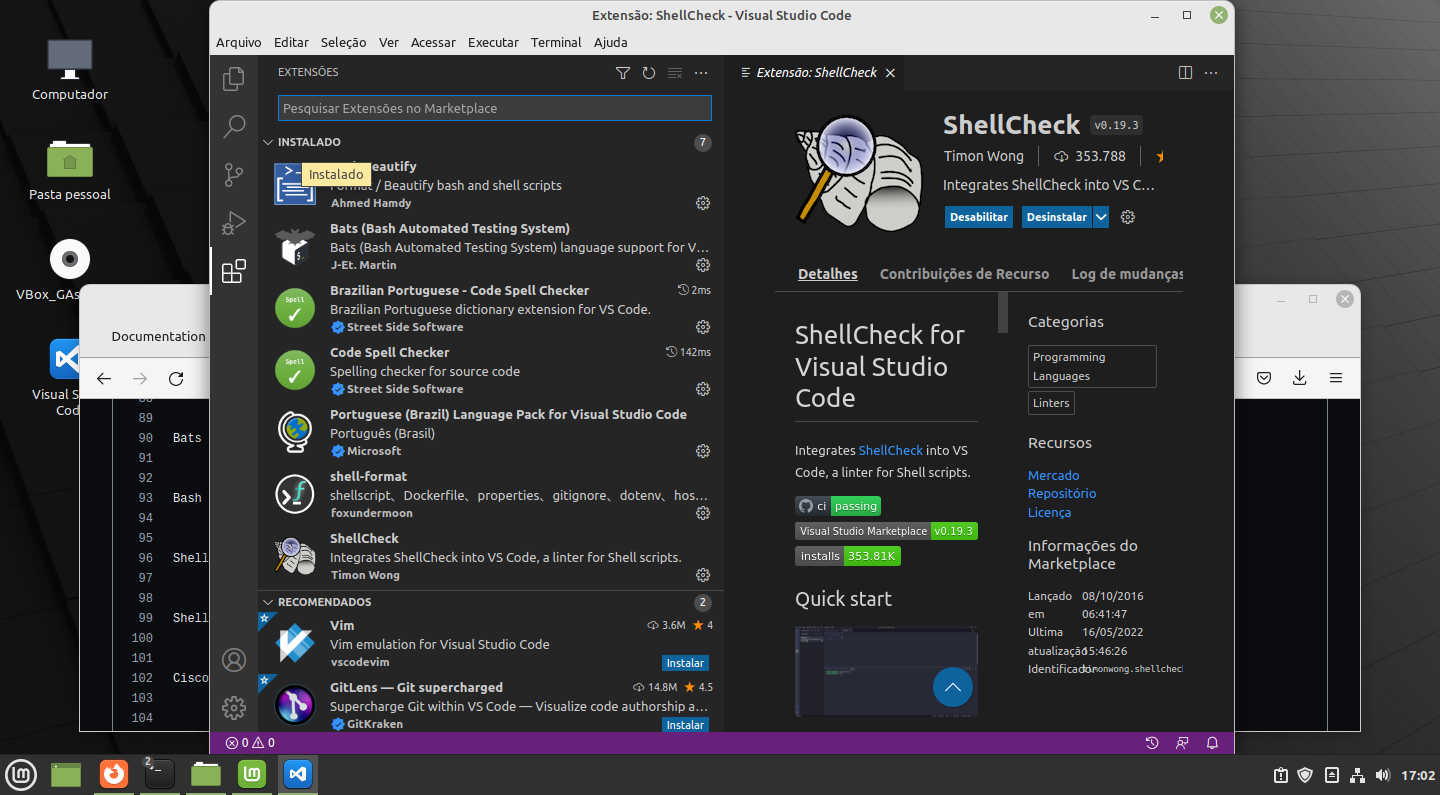 Extensão: ShellCheck - Visual Studio Code
Arquivo Editar Seleção Ver Acessar Executar Terminal Ajuda
Computador
Pasta pessoal
VBox_GAs
Visual S
Cod
Documentation
89
90 Bats
91
92
93 Bash
94
95
96 Shell
97
98
99 Shell
100
101
102 Cisco
103
104
EXTENSÕES
Pesquisar Extensões no Marketplace
INSTALADO 7
Instalado
eautify
Format / Beautify bash and shell scripts
Ahmed Hamdy
Bats (Bash Automated Testing System)
Bats (Bash Automated Testing System) language support for V…
J-Et. Martin
Brazilian Portuguese - Code Spell Checker 2ms
Brazilian Portuguese dictionary extension for VS Code.
Street Side Software
Spell
Code Spell Checker 142ms
Spelling checker for source code
Street Side Software
Spell
Portuguese (Brazil) Language Pack for Visual Studio Code
Português (Brasil)
Microsoft
shell-format
shellscript、Dockerfile、properties、gitignore、dotenv、hos…
foxundermoon
ShellCheck
Integrates ShellCheck into VS Code, a linter for Shell scripts.
Timon Wong
RECOMENDADOS 2
Vim 3.6M 4
Vim emulation for Visual Studio Code
vscodevim Instalar
GitLens — Git supercharged 14.8M 4.5
Supercharge Git within VS Code — Visualize code authorship a…
GitKraken Instalar
Extensão: ShellCheck
ShellCheck v0.19.3
Timon Wong 353.788
Integrates ShellCheck into VS C…
Desabilitar Desinstalar
Detalhes Contribuições de Recurso Log de mudanças
ShellCheck for
Visual Studio
Code
Integrates ShellCheck into VS
Code, a linter for Shell scripts.
ci passing
Visual Studio Marketplace v0.19.3
installs 353.81K
Quick start
Categorias
Programming
Languages
Linters
Recursos
Mercado
Repositório
Licença
Informações do
Marketplace
Lançado 08/10/2016
em 06:41:47
Ultima 16/05/2022
atualização 15:46:26
Identificador timonwong.shellcheck
0 0
2
17:02